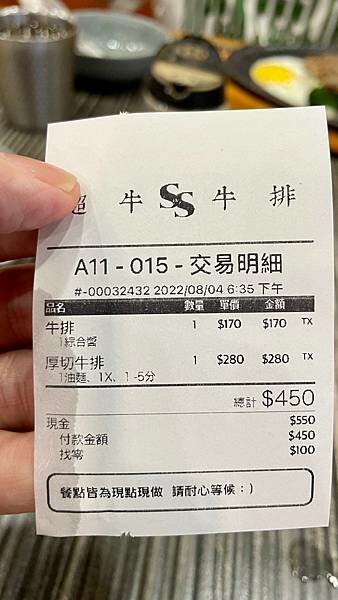 超 牛 SS 牛 排
A11 - 015 - 交易明細
#-00032432 2022/08/04 6:35 下午
品名 數量 單價 金額
牛排 1 $170 $170 TX
1綜合醬
厚切牛排 1 $280 $280 TX
1油麵、1X、1 -5分
總計 $450
現金 $550
付款金額 $450
找零 $100
餐點皆為現點現做 請耐心等候：）